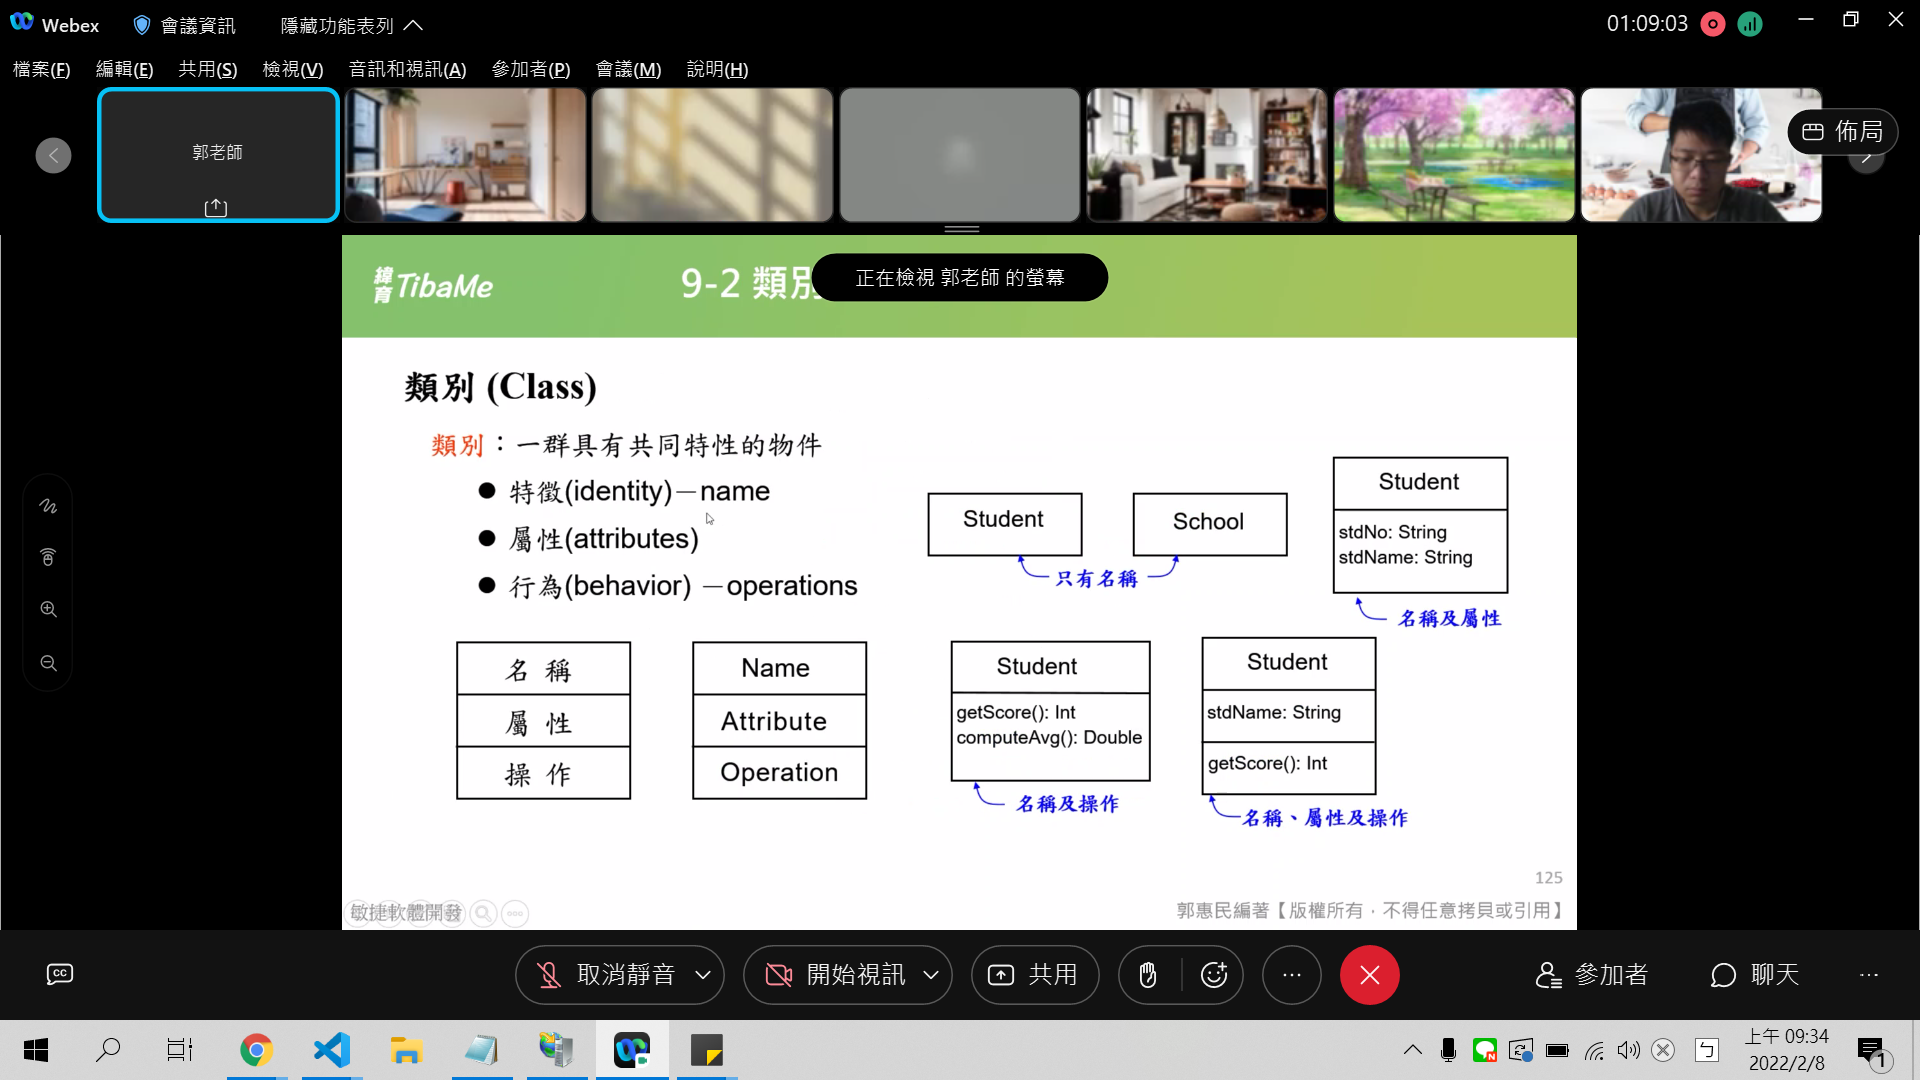 Webex
會議資訊
隱藏功能表列
01:09:03
檔案(F) 編輯(E) 共用(S) 檢視(V) 音訊和視訊(A) 參加者(P) 會議(M) 說明(H)
郭老師
佈局
緯育 TibaMe
9-2 類別
正在檢視 郭老師 的螢幕
類別 (Class)
類別：一群具有共同特性的物件
● 特徵(identity)－name
● 屬性(attributes)
● 行為(behavior) －operations
名 稱
屬 性
操 作
Name
Attribute
Operation
Student
School
只有名稱
Student
stdNo: String
stdName: String
名稱及屬性
Student
getScore(): Int
computeAvg(): Double
名稱及操作
Student
stdName: String
getScore(): Int
名稱、屬性及操作
125
敏捷軟體開發
郭惠民編著【版權所有，不得任意拷貝或引用】
CC
取消靜音
開始視訊
共用
參加者
聊天
上午 09:34
2022/2/8
ㄅ
1